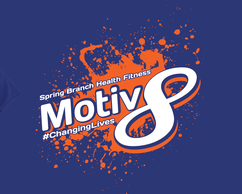 Spring Branch Health Fitness
Motiv8
#ChangingLives